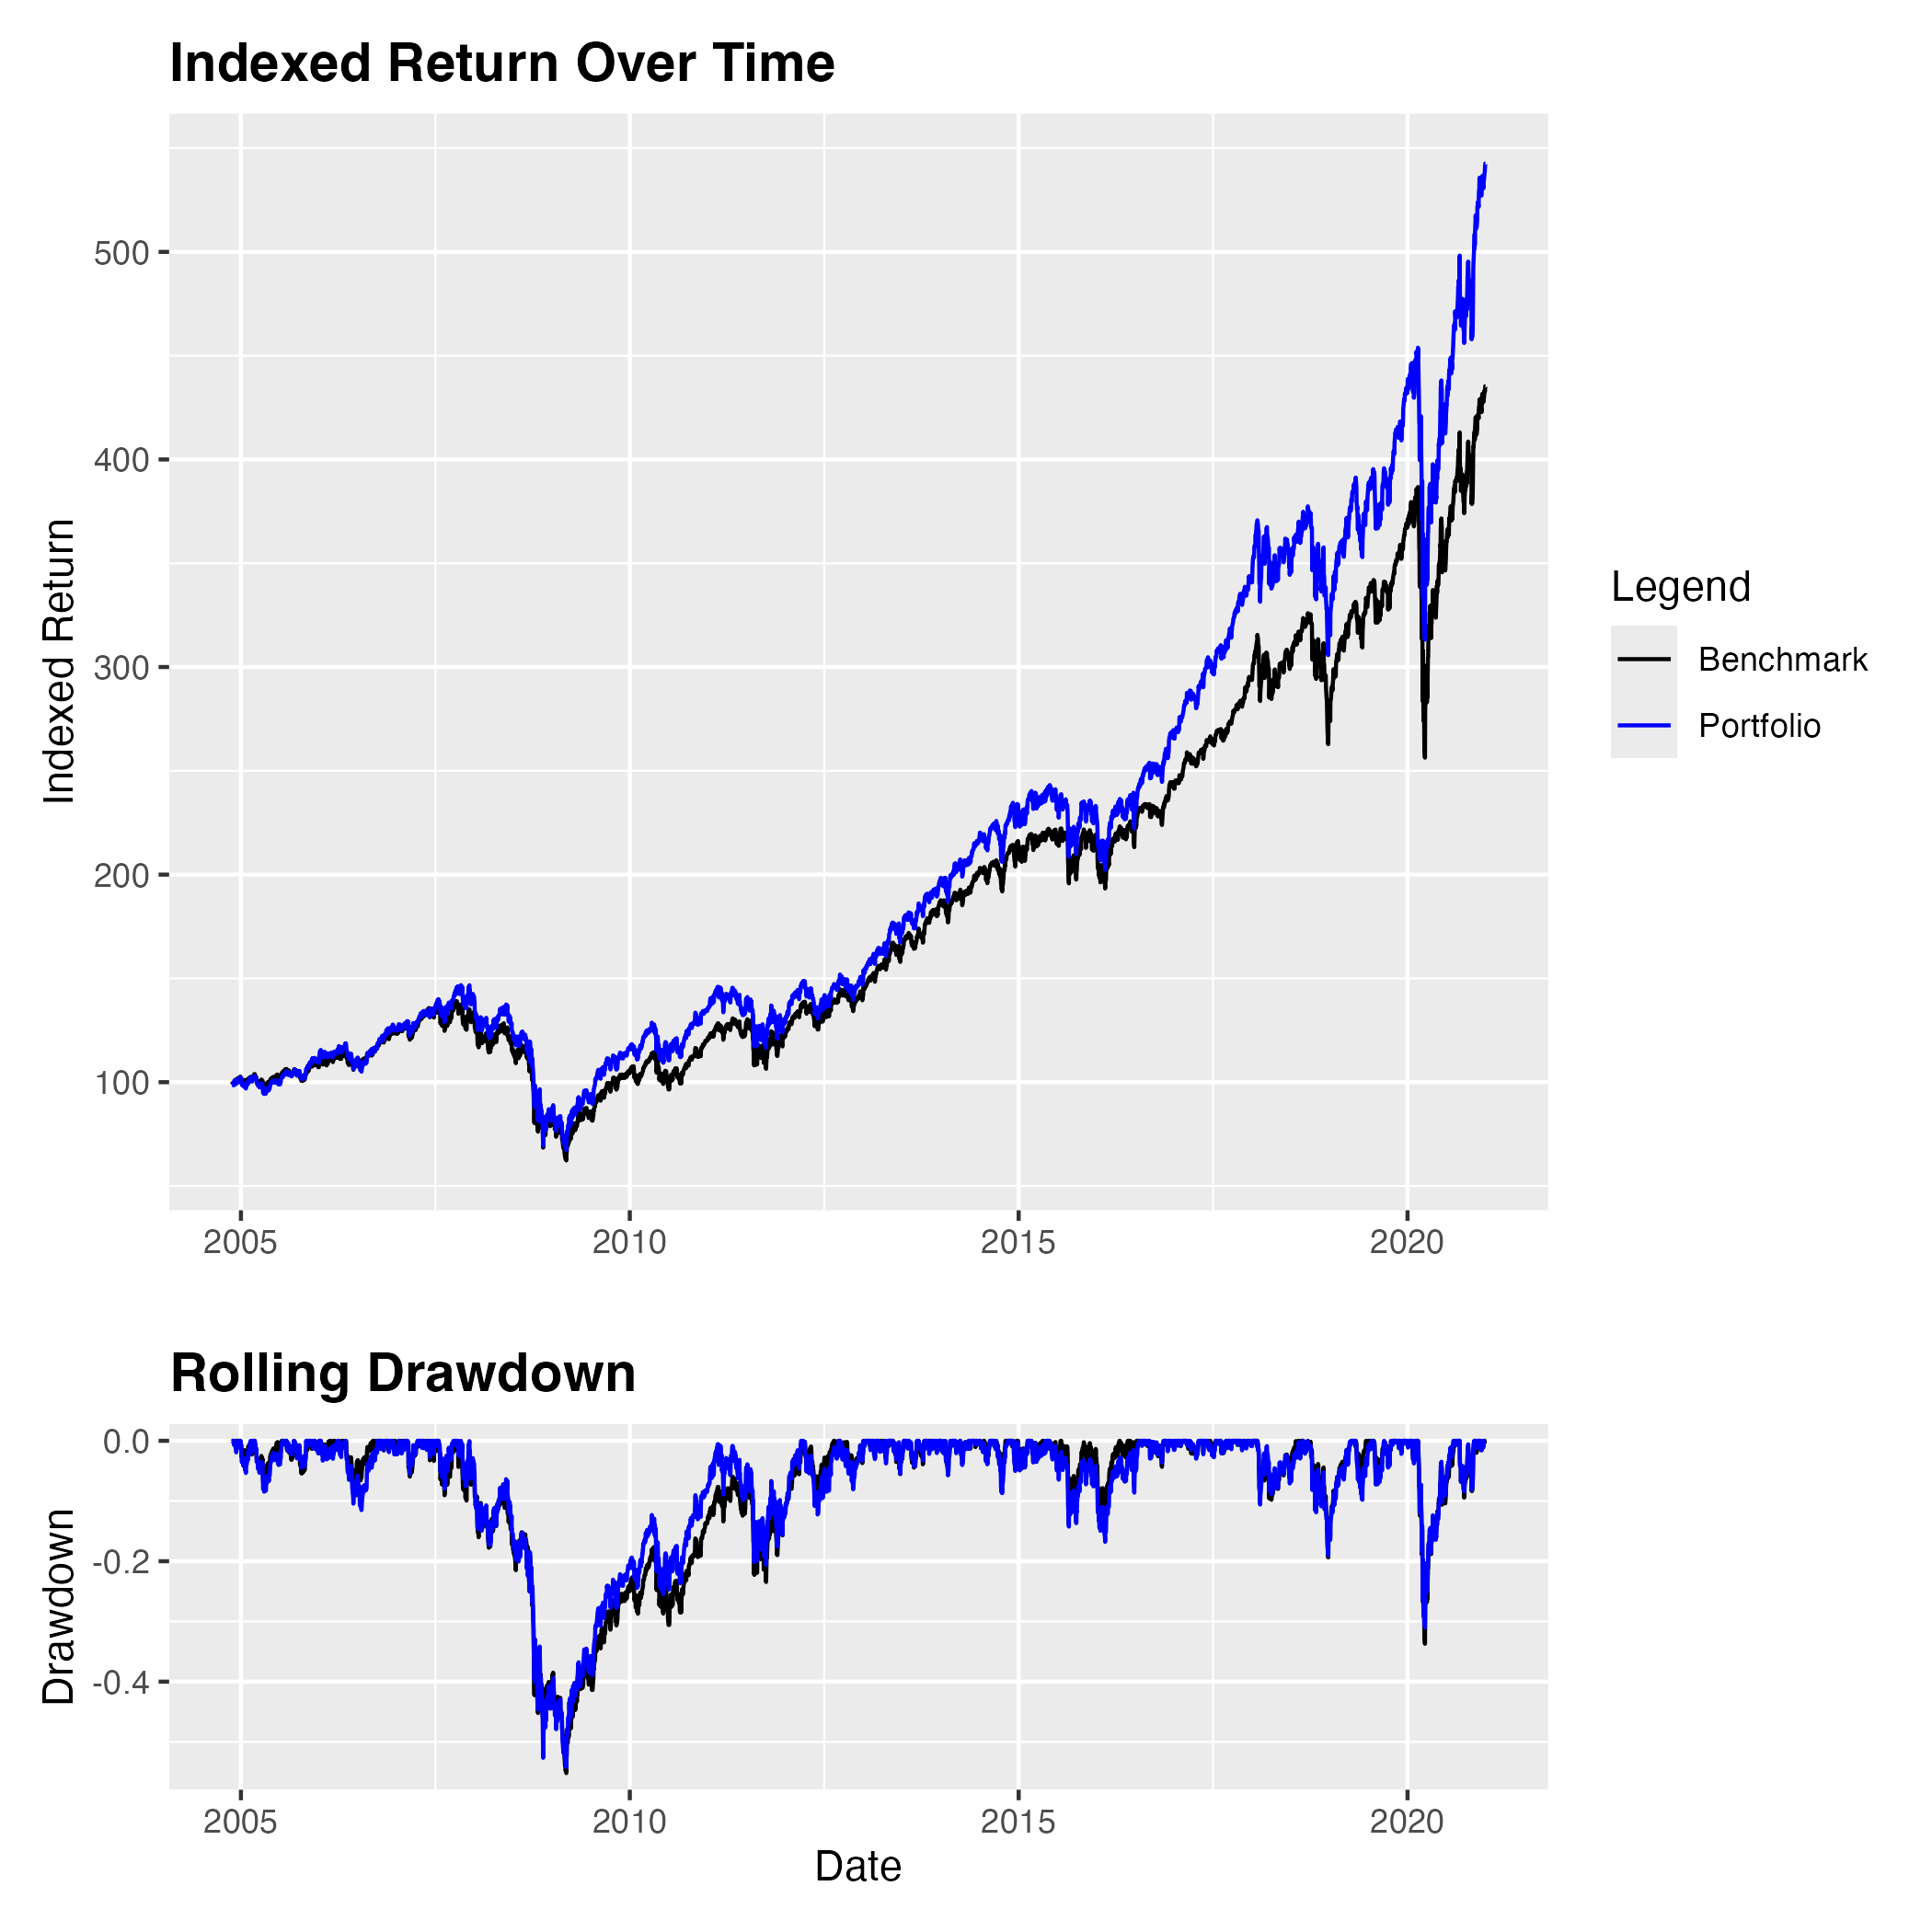 Indexed Return Over Time
Indexed Return
500
400
300
200
100
2005 2010 2015 2020
Legend
Benchmark
Portfolio
Rolling Drawdown
Drawdown
0.0
-0.2
-0.4
2005 2010 2015 2020
Date